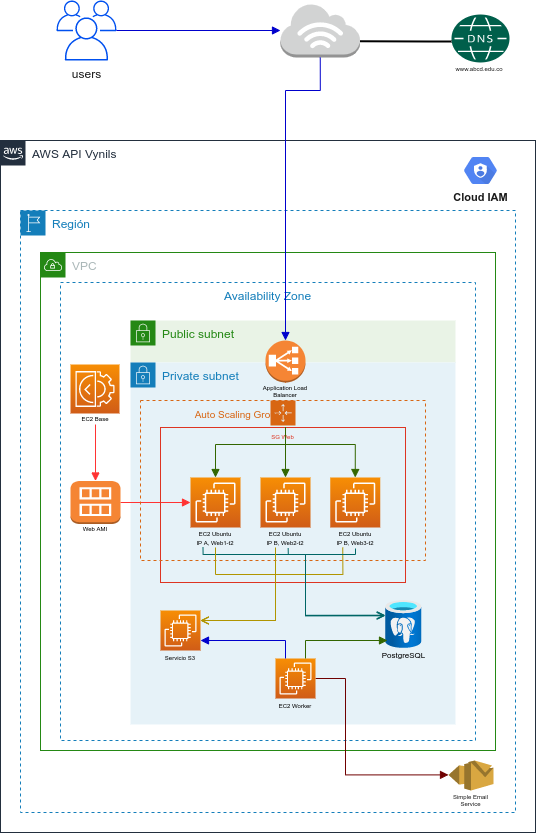 users
DNS
www.abcd.edu.co
aws
AWS API Vynils
Cloud IAM
Región
VPC
Availability Zone
Public subnet
Private subnet
Application Load
Balancer
EC2 Base
Auto Scaling Gro
SG Web
Web AMI
EC2 Ubuntu
IP A, Web1-t2
EC2 Ubuntu
IP B, Web2-t2
EC2 Ubuntu
IP B, Web3-t2
Servicio S3
PostgreSQL
EC2 Worker
Simple Email
Service